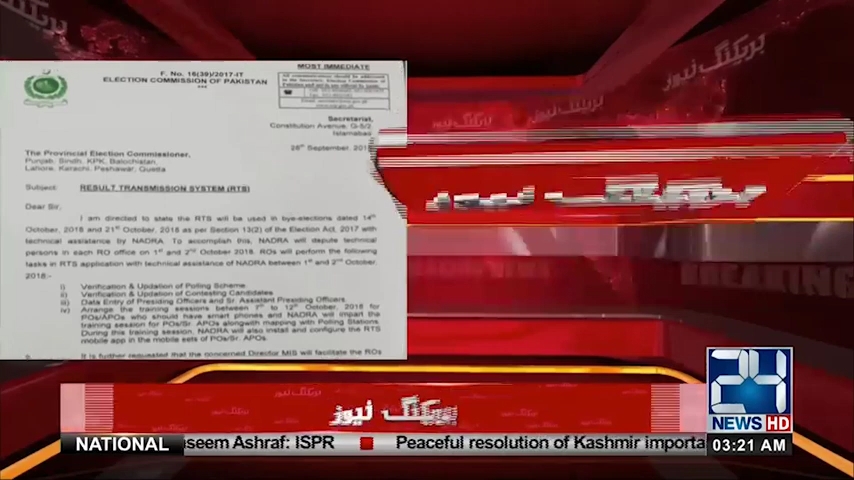 MOST IMMEDIATE
F. No. 16(39)/2017-IT
ELECTION COMMISSION OF PAKISTAN
***
Secretariat,
Constitution Avenue, G-5/2,
Islamabad
The Provincial Election Commissioner,
Punjab, Sindh, KPK, Balochistan,
Lahore, Karachi, Peshawar, Quetta
Subject: RESULT TRANSMISSION SYSTEM (RTS)
Dear Sir,
I am directed to state the RTS will be used in bye-elections dated 14th
October, 2018 and 21st October, 2018 as per Section 13(2) of the Election Act, 2017 with
technical assistance by NADRA. To accomplish this, NADRA will depute technical
persons in each RO office on 1st and 2nd October 2018. ROs will perform the following
tasks in RTS application with technical assistance of NADRA between 1st and 2nd October,
2018:-
i) Verification & Updation of Polling Scheme.
ii) Verification & Updation of Contesting Candidates
iii) Data Entry of Presiding Officers and Sr. Assistant Presiding Officers.
iv) Arrange the training sessions between 7th to 12th October, 2018 for
POs/APOs who should have smart phones and NADRA will impart the
training session for POs/Sr. APOs alongwith mapping with Polling Stations.
During this training session, NADRA will also install and configure the RTS
mobile app in the mobile sets of POs/Sr. APOs.
It is further requested that the concerned Director MIS will facilitate the ROs
بریکنگ نیوز
BREAKING
بریکنگ نیوز
24
NEWS HD
NATIONAL
aseem Ashraf: ISPR
Peaceful resolution of Kashmir importa
03:21 AM